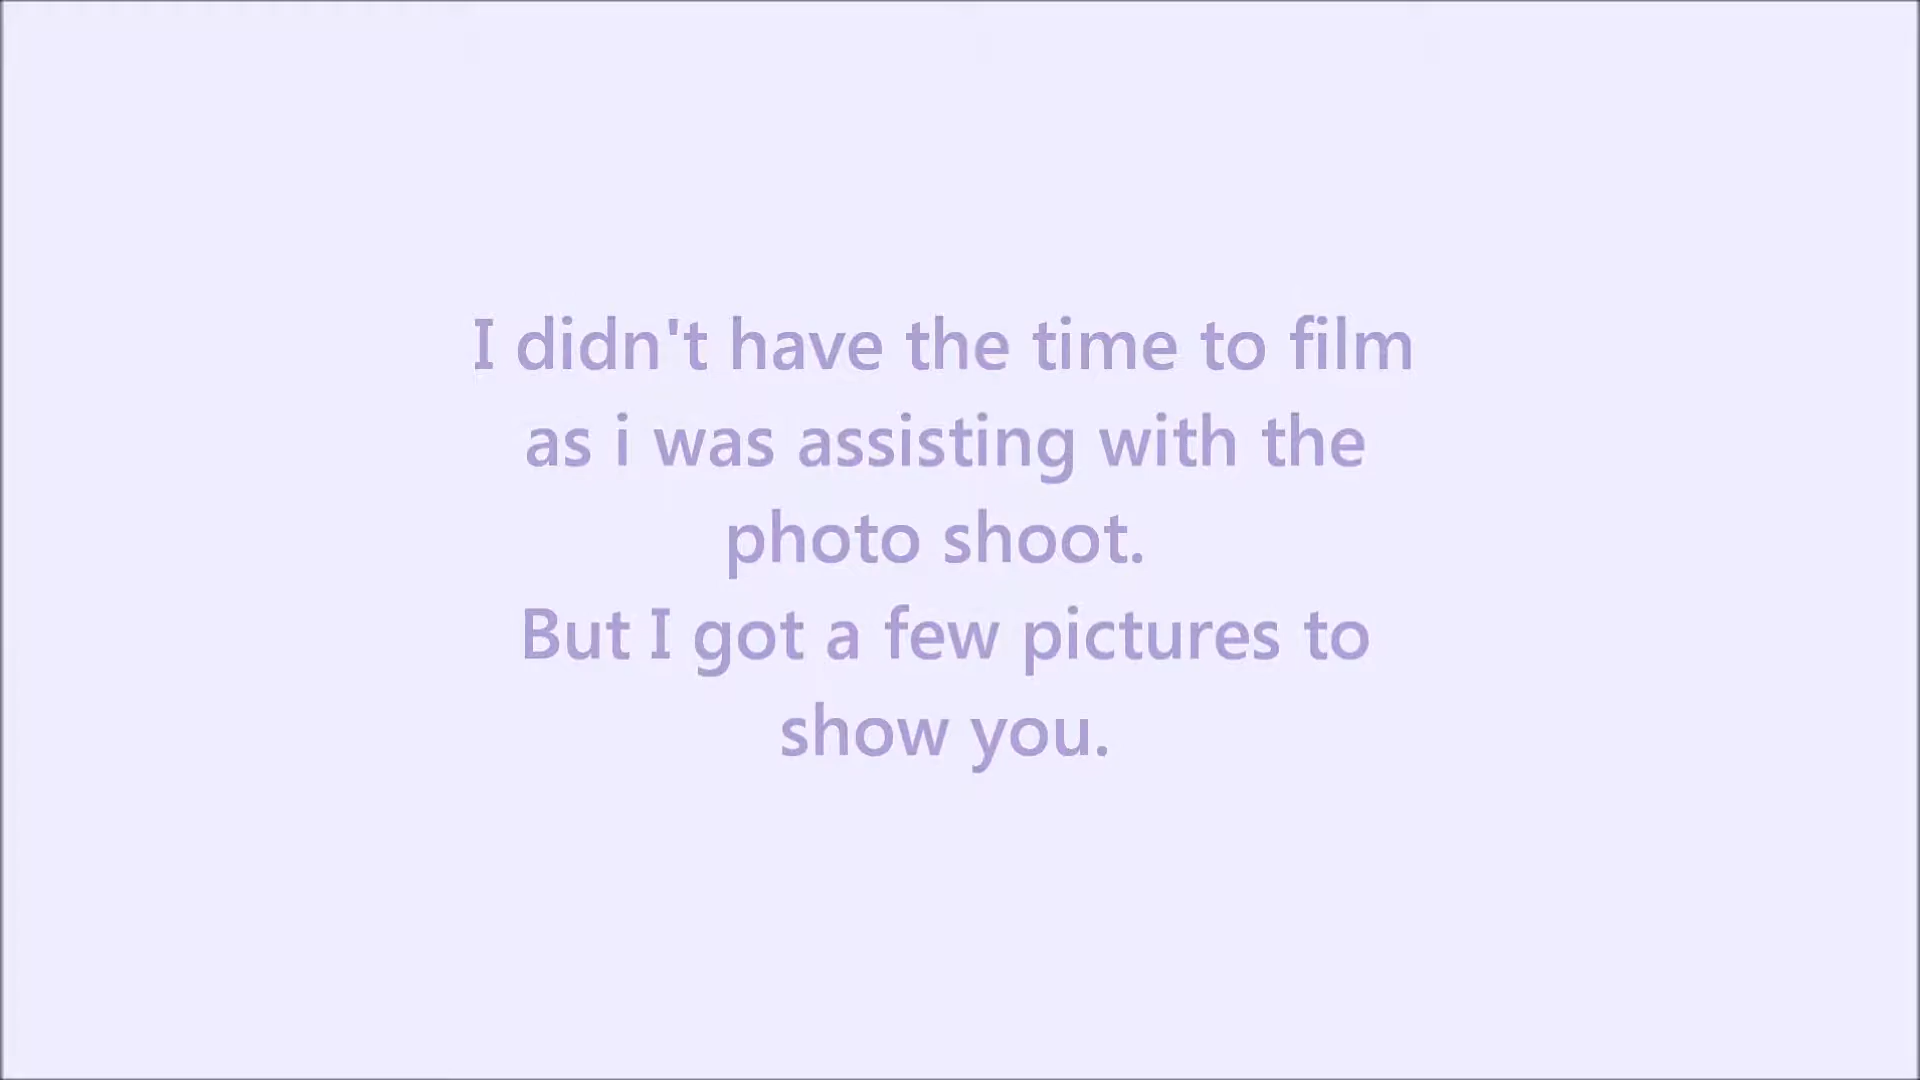 I didn't have the time to film
as i was assisting with the
photo shoot.
But I got a few pictures to
show you.